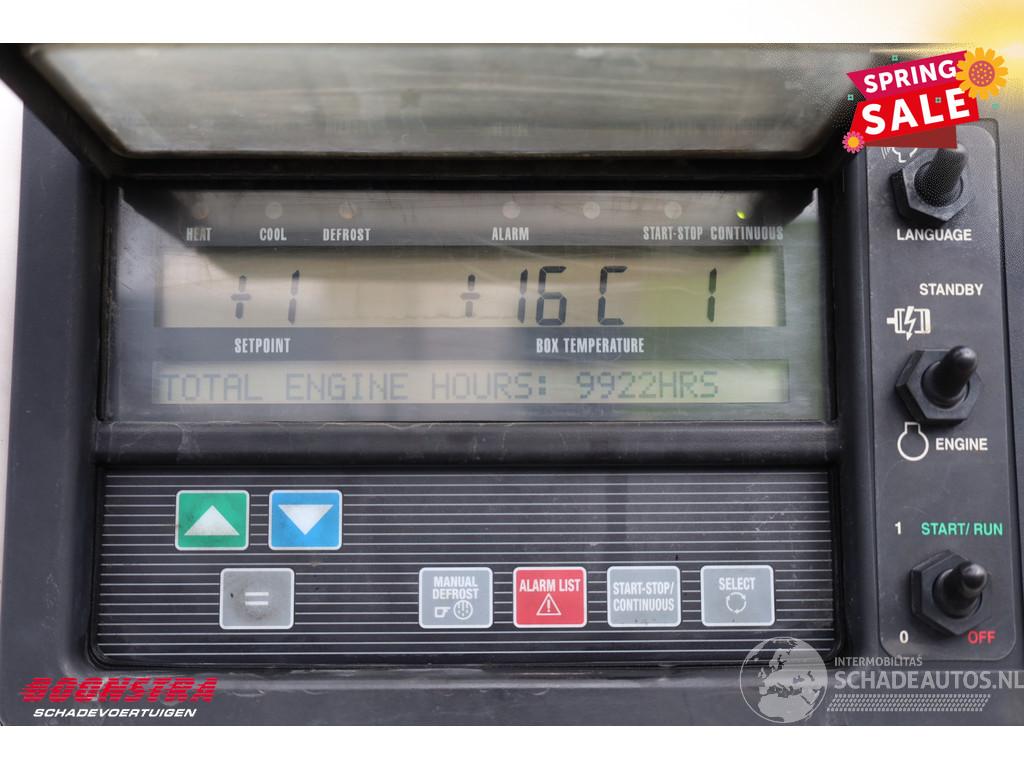 SPRING
SALE
HEAT COOL DEFROST ALARM START-STOP CONTINUOUS
+1 +16 C 1
SETPOINT BOX TEMPERATURE
TOTAL ENGINE HOURS: 9922HRS
LANGUAGE
STANDBY
ENGINE
1 START/RUN
0 OFF
=
MANUAL
DEFROST
ALARM LIST
START-STOP/
CONTINUOUS
SELECT
BOONSTRA
SCHADEVOERTUIGEN
INTERMOBILITAS
SCHADEAUTOS.NL